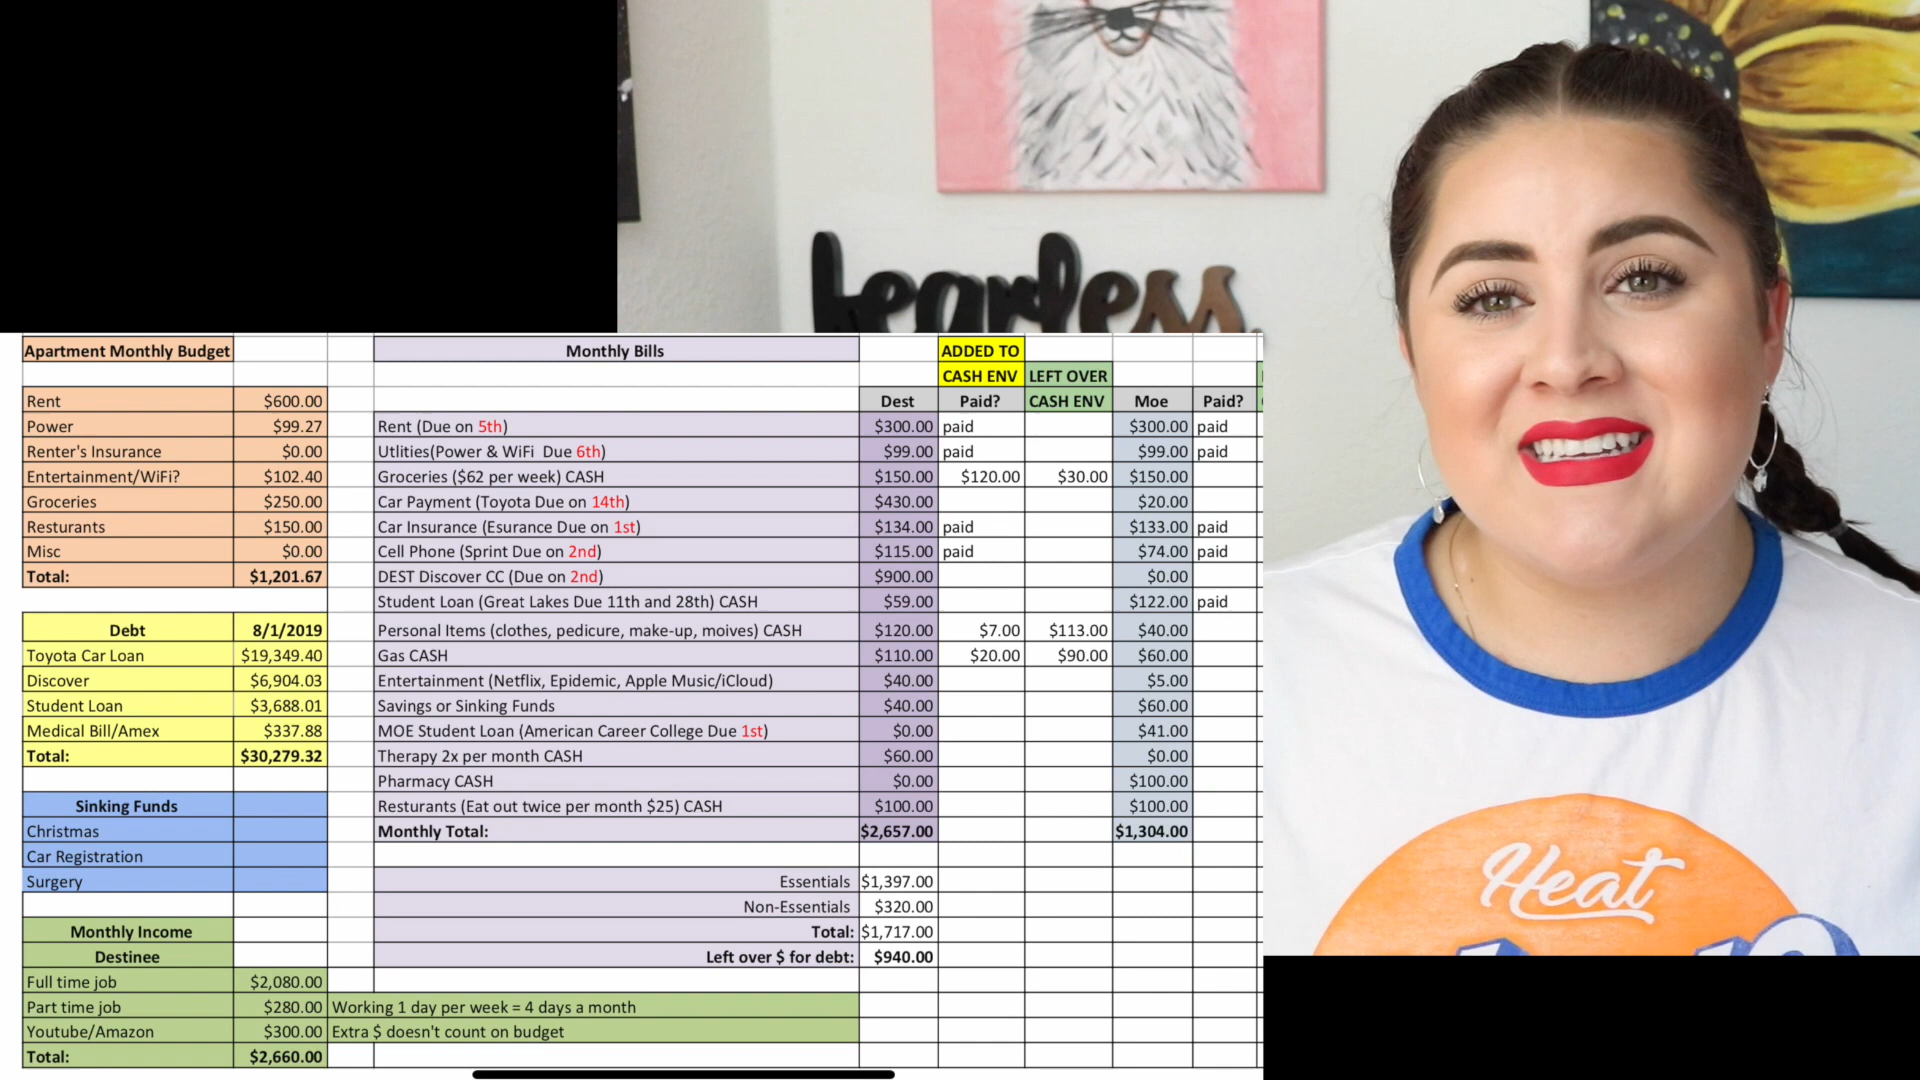 fearless.
Apartment Monthly Budget
Rent $600.00
Power $99.27
Renter's Insurance $0.00
Entertainment/WiFi? $102.40
Groceries $250.00
Resturants $150.00
Misc $0.00
Total: $1,201.67
Debt 8/1/2019
Toyota Car Loan $19,349.40
Discover $6,904.03
Student Loan $3,688.01
Medical Bill/Amex $337.88
Total: $30,279.32
Sinking Funds
Christmas
Car Registration
Surgery
Monthly Income
Destinee
Full time job $2,080.00
Part time job $280.00 Working 1 day per week = 4 days a month
Youtube/Amazon $300.00 Extra $ doesn't count on budget
Total: $2,660.00
Monthly Bills ADDED TO
CASH ENV LEFT OVER
Dest Paid? CASH ENV Moe Paid?
Rent (Due on 5th) $300.00 paid $300.00 paid
Utlities(Power & WiFi Due 6th) $99.00 paid $99.00 paid
Groceries ($62 per week) CASH $150.00 $120.00 $30.00 $150.00
Car Payment (Toyota Due on 14th) $430.00 $20.00
Car Insurance (Esurance Due on 1st) $134.00 paid $133.00 paid
Cell Phone (Sprint Due on 2nd) $115.00 paid $74.00 paid
DEST Discover CC (Due on 2nd) $900.00 $0.00
Student Loan (Great Lakes Due 11th and 28th) CASH $59.00 $122.00 paid
Personal Items (clothes, pedicure, make-up, moives) CASH $120.00 $7.00 $113.00 $40.00
Gas CASH $110.00 $20.00 $90.00 $60.00
Entertainment (Netflix, Epidemic, Apple Music/iCloud) $40.00 $5.00
Savings or Sinking Funds $40.00 $60.00
MOE Student Loan (American Career College Due 1st) $0.00 $41.00
Therapy 2x per month CASH $60.00 $0.00
Pharmacy CASH $0.00 $100.00
Resturants (Eat out twice per month $25) CASH $100.00 $100.00
Monthly Total: $2,657.00 $1,304.00
Essentials $1,397.00
Non-Essentials $320.00
Total: $1,717.00
Left over $ for debt: $940.00
Heat